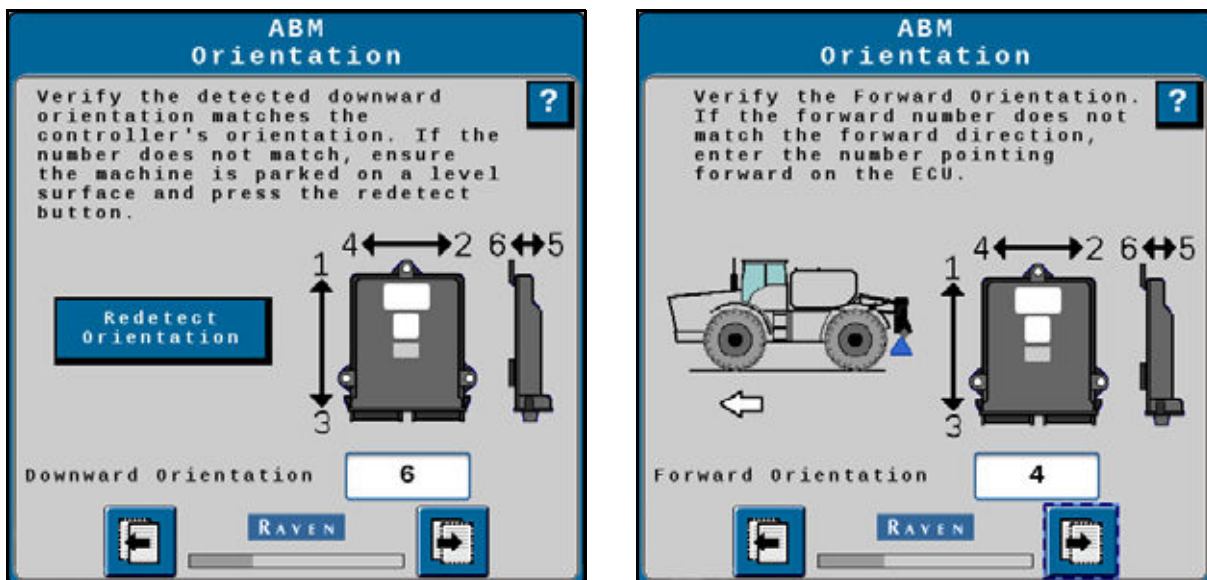 ABM
Orientation
Verify the detected downward
orientation matches the
controller's orientation. If the
number does not match, ensure
the machine is parked on a level
surface and press the redetect
button.
?
4 2 6 5
1
Redetect
Orientation
3
Downward Orientation 6
RAVEN
ABM
Orientation
Verify the Forward Orientation.
If the forward number does not
match the forward direction,
enter the number pointing
forward on the ECU.
?
4 2 6 5
1
3
Forward Orientation 4
RAVEN